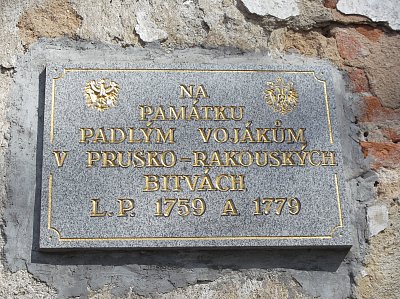 NA
PAMÁTKU
PADLÝM VOJÁKŮM
V PRUSKO-RAKOUSKÝCH
BITVÁCH
L.P. 1759 A 1779